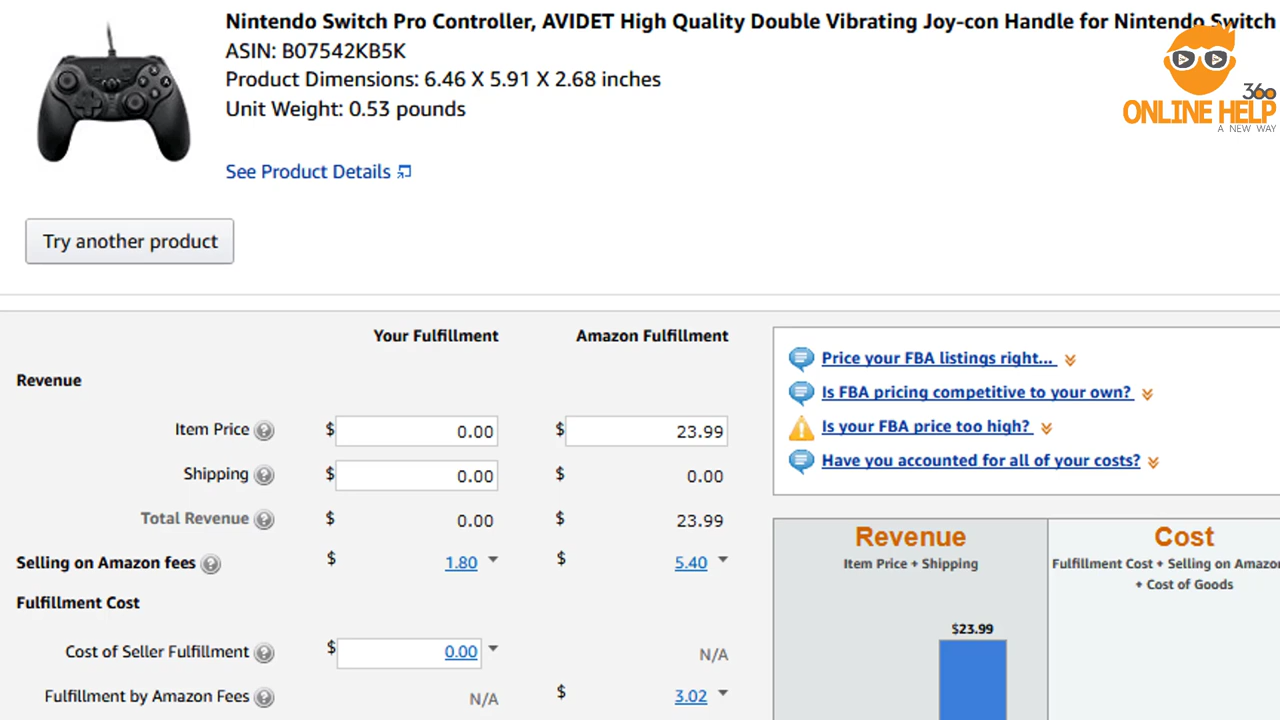 Nintendo Switch Pro Controller, AVIDET High Quality Double Vibrating Joy-con Handle for Nintendo Switch
ASIN: B07542KB5K
Product Dimensions: 6.46 X 5.91 X 2.68 inches
Unit Weight: 0.53 pounds
See Product Details
360
ONLINE HELP
A NEW WAY
Try another product
Your Fulfillment Amazon Fulfillment
Revenue
Item Price $ 0.00 $ 23.99
Shipping $ 0.00 $ 0.00
Total Revenue $ 0.00 $ 23.99
Selling on Amazon fees $ 1.80 $ 5.40
Fulfillment Cost
Cost of Seller Fulfillment $ 0.00 N/A
Fulfillment by Amazon Fees N/A $ 3.02
Price your FBA listings right...
Is FBA pricing competitive to your own?
Is your FBA price too high?
Have you accounted for all of your costs?
Revenue
Item Price + Shipping
$23.99
Cost
Fulfillment Cost + Selling on Amazon
+ Cost of Goods